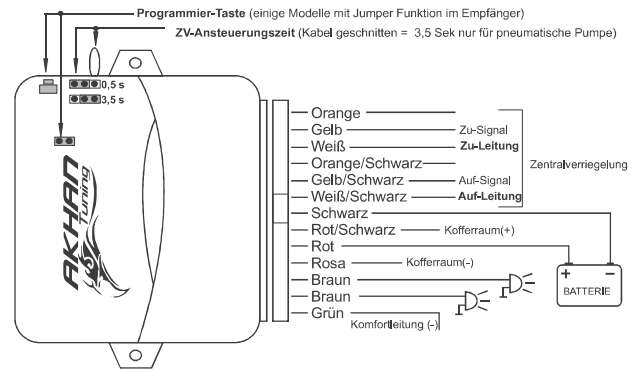 Programmier-Taste (einige Modelle mit Jumper Funktion im Empfänger)
ZV-Ansteuerungszeit (Kabel geschnitten = 3,5 Sek nur für pneumatische Pumpe)
0,5 s
3,5 s
AKHAN
Tuning
Orange
Gelb Zu-Signal
Weiß Zu-Leitung
Orange/Schwarz
Zentralverriegelung
Gelb/Schwarz Auf-Signal
Weiß/Schwarz Auf-Leitung
Schwarz
Rot/Schwarz Kofferraum(+)
Rot
Rosa Kofferraum(-)
+ −
BATTERIE
Braun
Braun
Grün Komfortleitung (-)